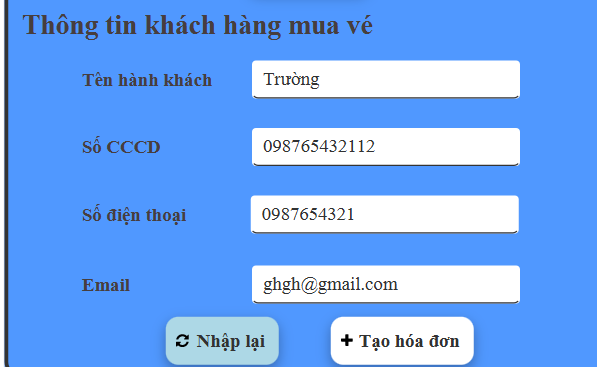 Thông tin khách hàng mua vé
Tên hành khách Trường
Số CCCD 098765432112
Số điện thoại 0987654321
Email ghgh@gmail.com
Nhập lại Tạo hóa đơn